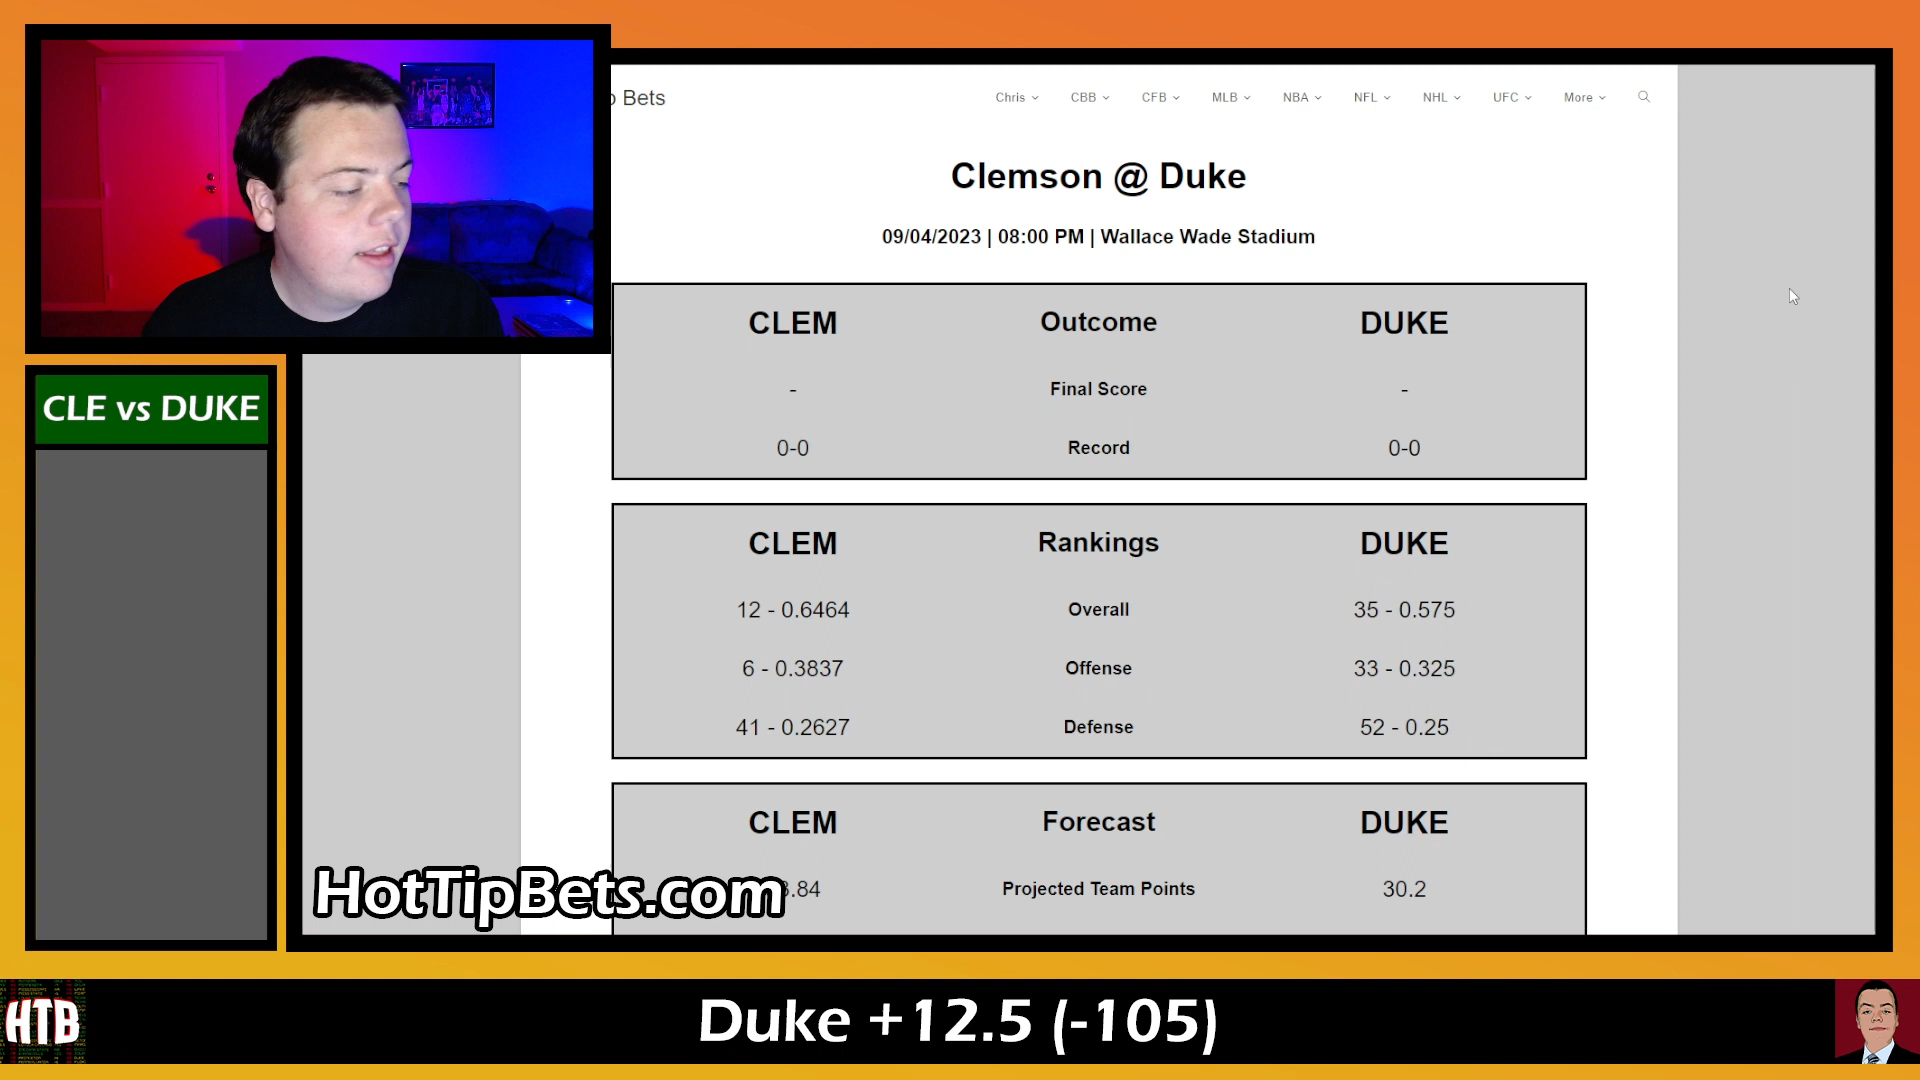 p Bets
Chris CBB CFB MLB NBA NFL NHL UFC More
Clemson @ Duke
09/04/2023 | 08:00 PM | Wallace Wade Stadium
CLEM Outcome DUKE
- Final Score -
0-0 Record 0-0
CLE vs DUKE
CLEM Rankings DUKE
12 - 0.6464 Overall 35 - 0.575
6 - 0.3837 Offense 33 - 0.325
41 - 0.2627 Defense 52 - 0.25
CLEM Forecast DUKE
.84 Projected Team Points 30.2
HotTipBets.com
HTB
Duke +12.5 (-105)